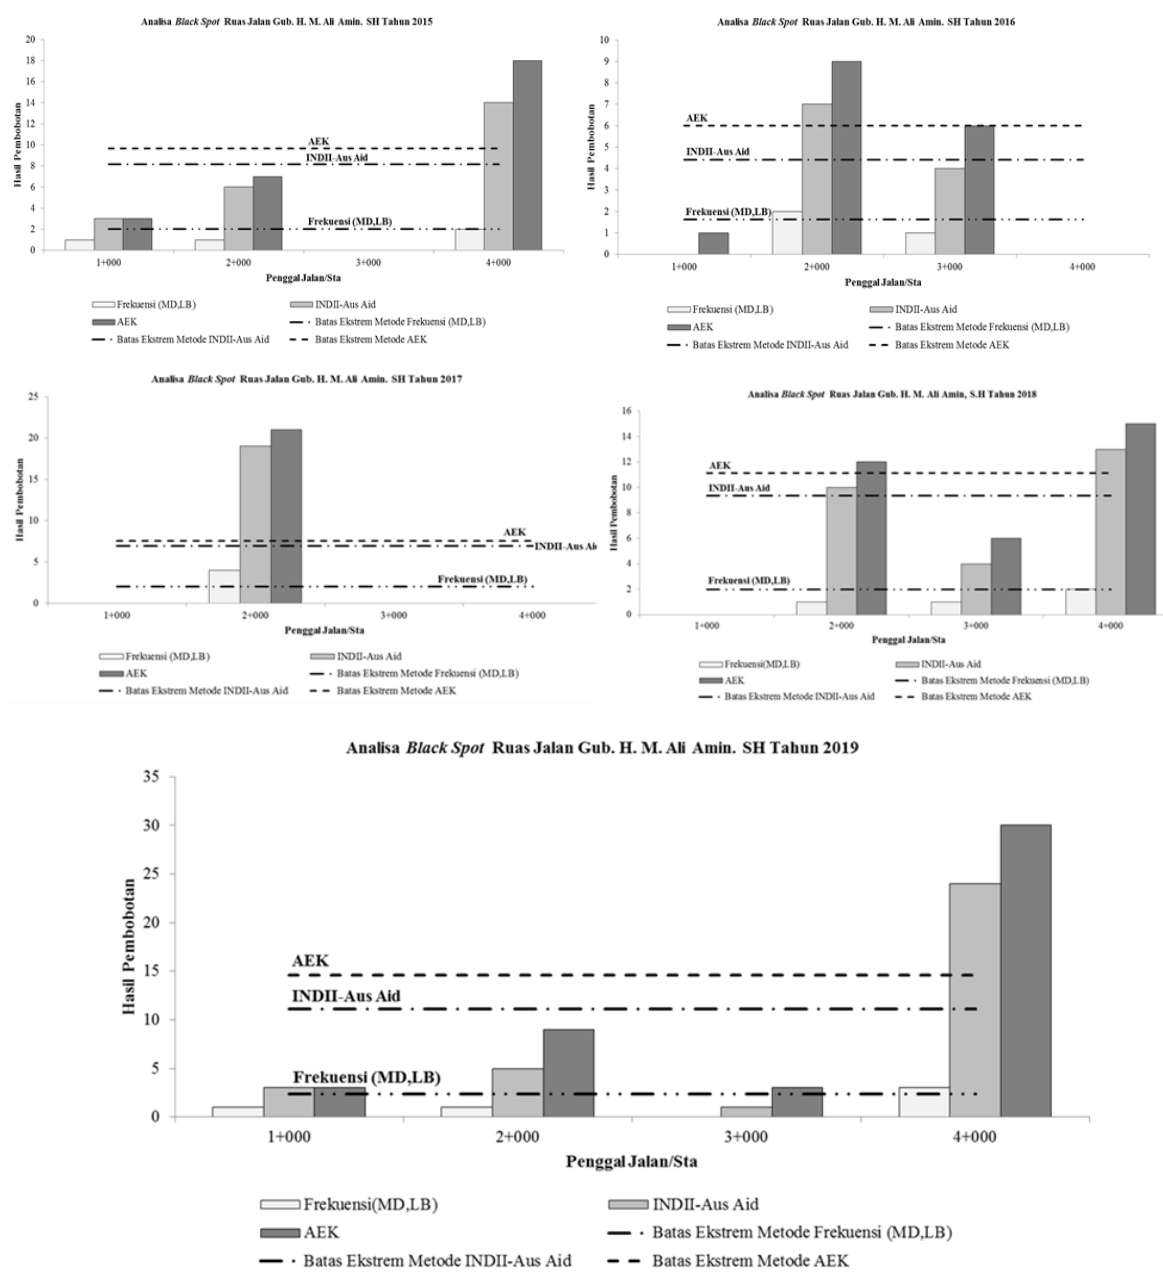 Analisa Black Spot Ruas Jalan Gub. H. M. Ali Amin. SH Tahun 2015
20
18
16
14
12
10
8
6
4
2
0
Hasil Pembobotan
AEK
INDII-Aus Aid
Frekuensi (MD,LB)
1+000 2+000 3+000 4+000
Penggal Jalan/Sta
Frekuensi (MD,LB) INDII-Aus Aid
AEK Batas Ekstrem Metode Frekuensi (MD,LB)
Batas Ekstrem Metode INDII-Aus Aid Batas Ekstrem Metode AEK
Analisa Black Spot Ruas Jalan Gub. H. M. Ali Amin. SH Tahun 2016
10
9
8
7
6
5
4
3
2
1
0
Hasil Pembobotan
AEK
INDII-Aus Aid
Frekuensi (MD,LB)
1+000 2+000 3+000 4+000
Penggal Jalan/Sta
Frekuensi (MD,LB) INDII-Aus Aid
AEK Batas Ekstrem Metode Frekuensi (MD,LB)
Batas Ekstrem Metode INDII-Aus Aid Batas Ekstrem Metode AEK
Analisa Black Spot Ruas Jalan Gub. H. M. Ali Amin. SH Tahun 2017
25
20
15
10
5
0
Hasil Pembobotan
AEK
INDII-Aus Aid
Frekuensi (MD,LB)
1+000 2+000 3+000 4+000
Penggal Jalan/Sta
Frekuensi (MD,LB) INDII-Aus Aid
AEK Batas Ekstrem Metode Frekuensi (MD,LB)
Batas Ekstrem Metode INDII-Aus Aid Batas Ekstrem Metode AEK
Analisa Black Spot Ruas Jalan Gub. H. M. Ali Amin, S.H Tahun 2018
16
14
12
10
8
6
4
2
0
Hasil Pembobotan
AEK
INDII-Aus Aid
Frekuensi (MD,LB)
1+000 2+000 3+000 4+000
Penggal Jalan/Sta
Frekuensi(MD,LB) INDII-Aus Aid
AEK Batas Ekstrem Metode Frekuensi (MD,LB)
Batas Ekstrem Metode INDII-Aus Aid Batas Ekstrem Metode AEK
Analisa Black Spot Ruas Jalan Gub. H. M. Ali Amin. SH Tahun 2019
35
30
25
20
15
10
5
0
Hasil Pembobotan
AEK
INDII-Aus Aid
Frekuensi (MD,LB)
1+000 2+000 3+000 4+000
Penggal Jalan/Sta
Frekuensi(MD,LB) INDII-Aus Aid
AEK Batas Ekstrem Metode Frekuensi (MD,LB)
Batas Ekstrem Metode INDII-Aus Aid Batas Ekstrem Metode AEK